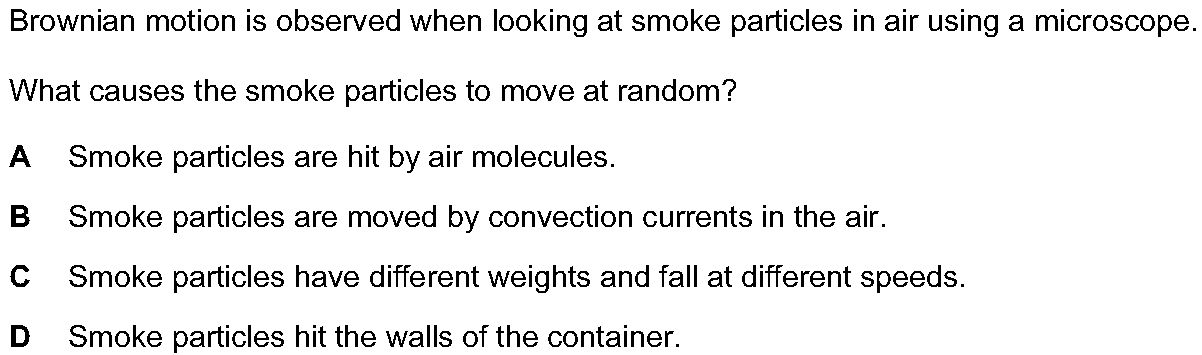 Brownian motion is observed when looking at smoke particles in air using a microscope.
What causes the smoke particles to move at random?
A Smoke particles are hit by air molecules.
B Smoke particles are moved by convection currents in the air.
C Smoke particles have different weights and fall at different speeds.
D Smoke particles hit the walls of the container.